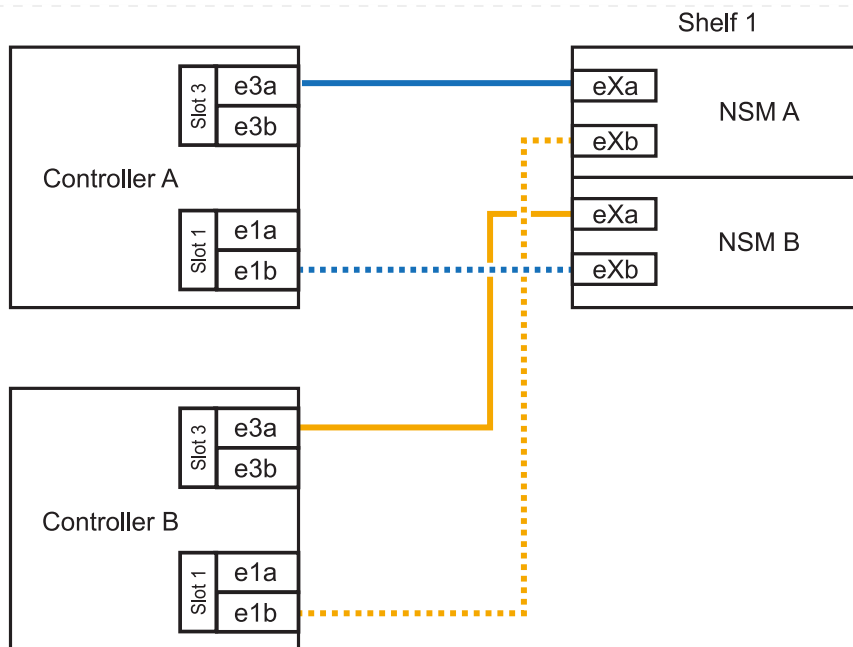 Shelf 1
Slot 3
e3a
e3b
Controller A
Slot 1
e1a
e1b
eXa
NSM A
eXb
eXa
NSM B
eXb
Slot 3
e3a
e3b
Controller B
Slot 1
e1a
e1b